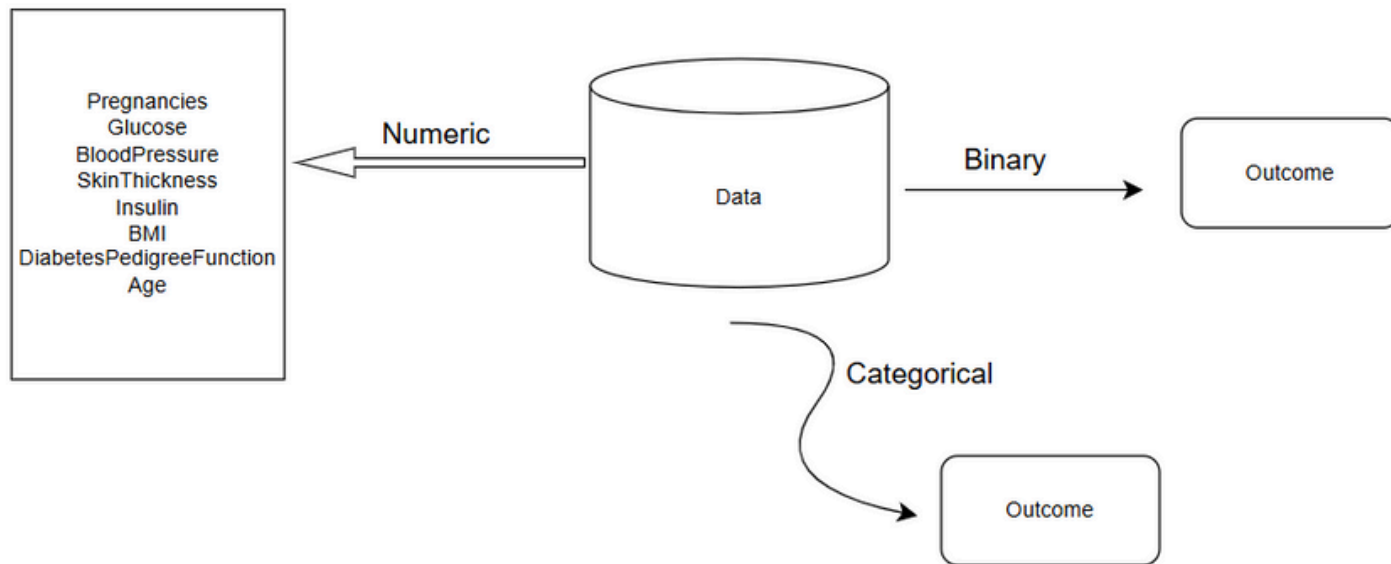 Pregnancies
Glucose
BloodPressure
SkinThickness
Insulin
BMI
DiabetesPedigreeFunction
Age
Numeric
Data
Binary
Outcome
Categorical
Outcome